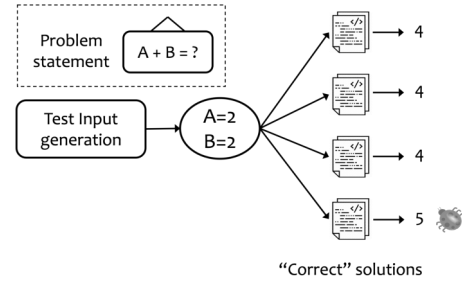 Problem
statement
A + B = ?
Test Input
generation
A=2
B=2
</>
4
</>
4
</>
4
</>
5
“Correct” solutions